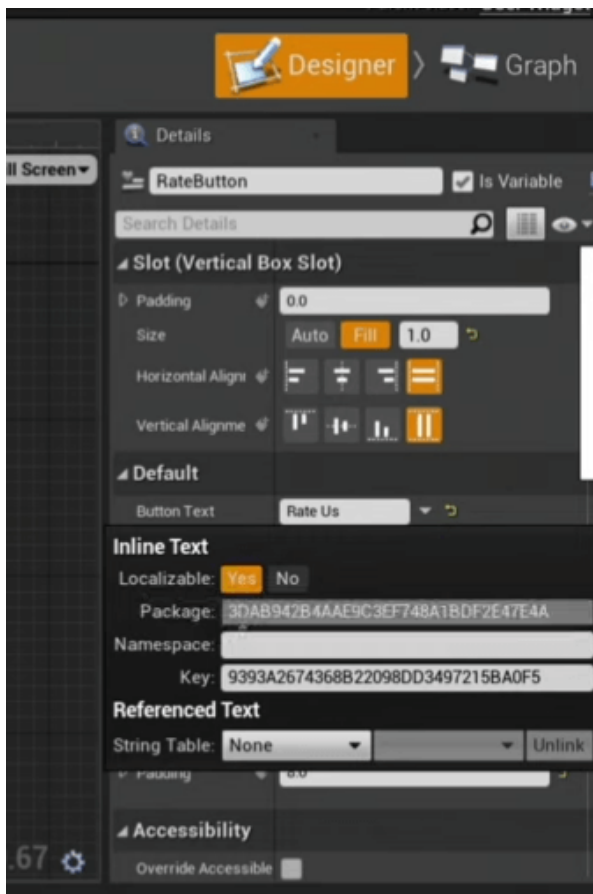 Designer
Graph
Details
ll Screen
RateButton
Is Variable
Search Details
Slot (Vertical Box Slot)
Padding
0.0
Size
Auto
Fill
1.0
Horizontal Alignı
Vertical Alignme
Default
Button Text
Rate Us
Inline Text
Localizable:
Yes
No
Package:
3DAB942B4AAE9C3EF748A1BDF2E47E4A
Namespace:
Key:
9393A2674368B22098DD3497215BA0F5
Referenced Text
String Table:
None
Unlink
Padding
8.0
Accessibility
Override Accessible
.67